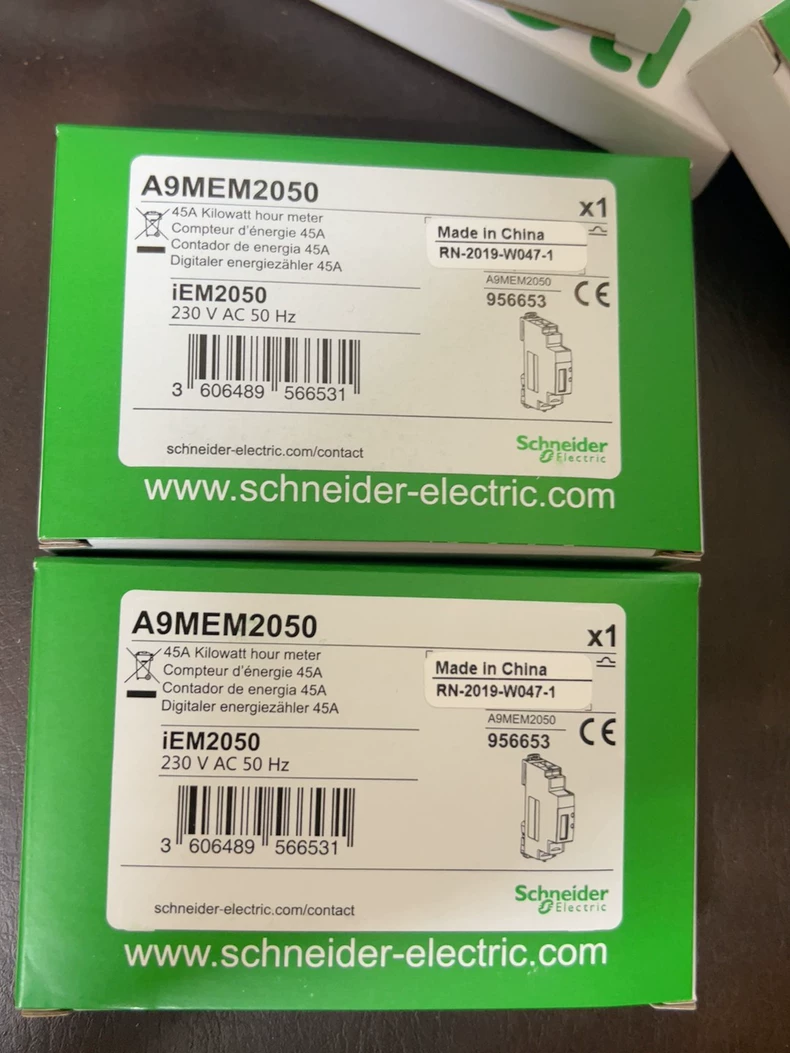 A9MEM2050
x1
45A Kilowatt hour meter
Compteur d'énergie 45A
Contador de energia 45A
Digitaler energiezähler 45A
Made in China
RN-2019-W047-1
A9MEM2050
956653
CE
iEM2050
230 V AC 50 Hz
3 606489 566531
schneider-electric.com/contact
Schneider
Electric
www.schneider-electric.com
A9MEM2050
x1
45A Kilowatt hour meter
Compteur d'énergie 45A
Contador de energia 45A
Digitaler energiezähler 45A
Made in China
RN-2019-W047-1
A9MEM2050
956653
CE
iEM2050
230 V AC 50 Hz
3 606489 566531
schneider-electric.com/contact
Schneider
Electric
www.schneider-electric.com